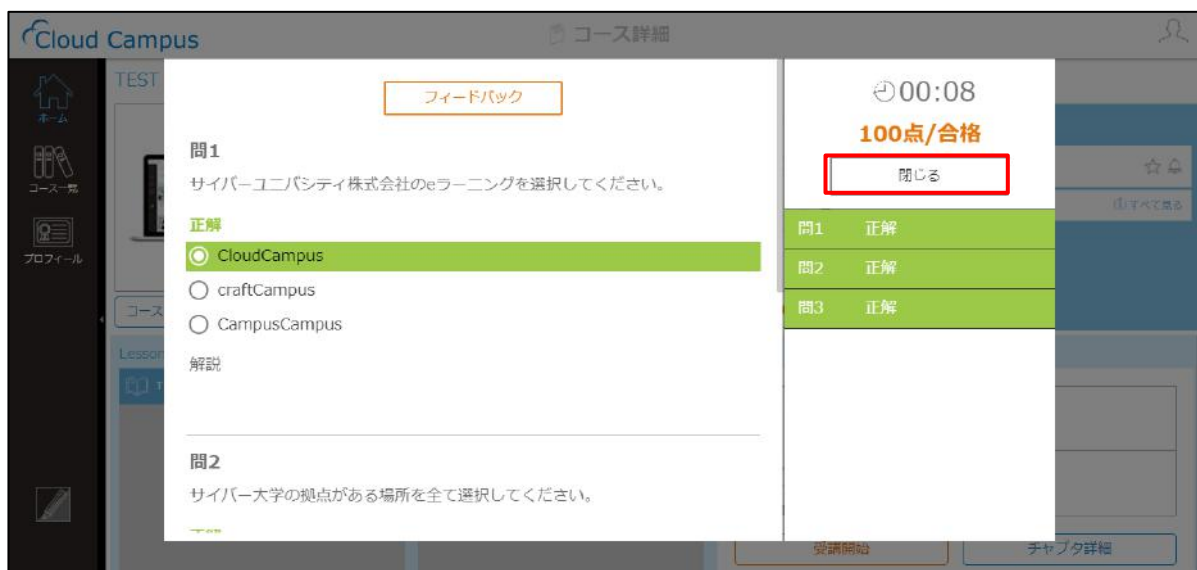 Cloud Campus
コース詳細
ホーム
コース一覧
プロフィール
TEST
フィードバック
問1
サイバーユニバシティ株式会社のeラーニングを選択してください。
正解
CloudCampus
craftCampus
CampusCampus
解説
問2
サイバー大学の拠点がある場所を全て選択してください。
00:08
100点/合格
閉じる
問1 正解
問2 正解
問3 正解
すべて見る
コース
Lesson
受講開始
チャプタ詳細